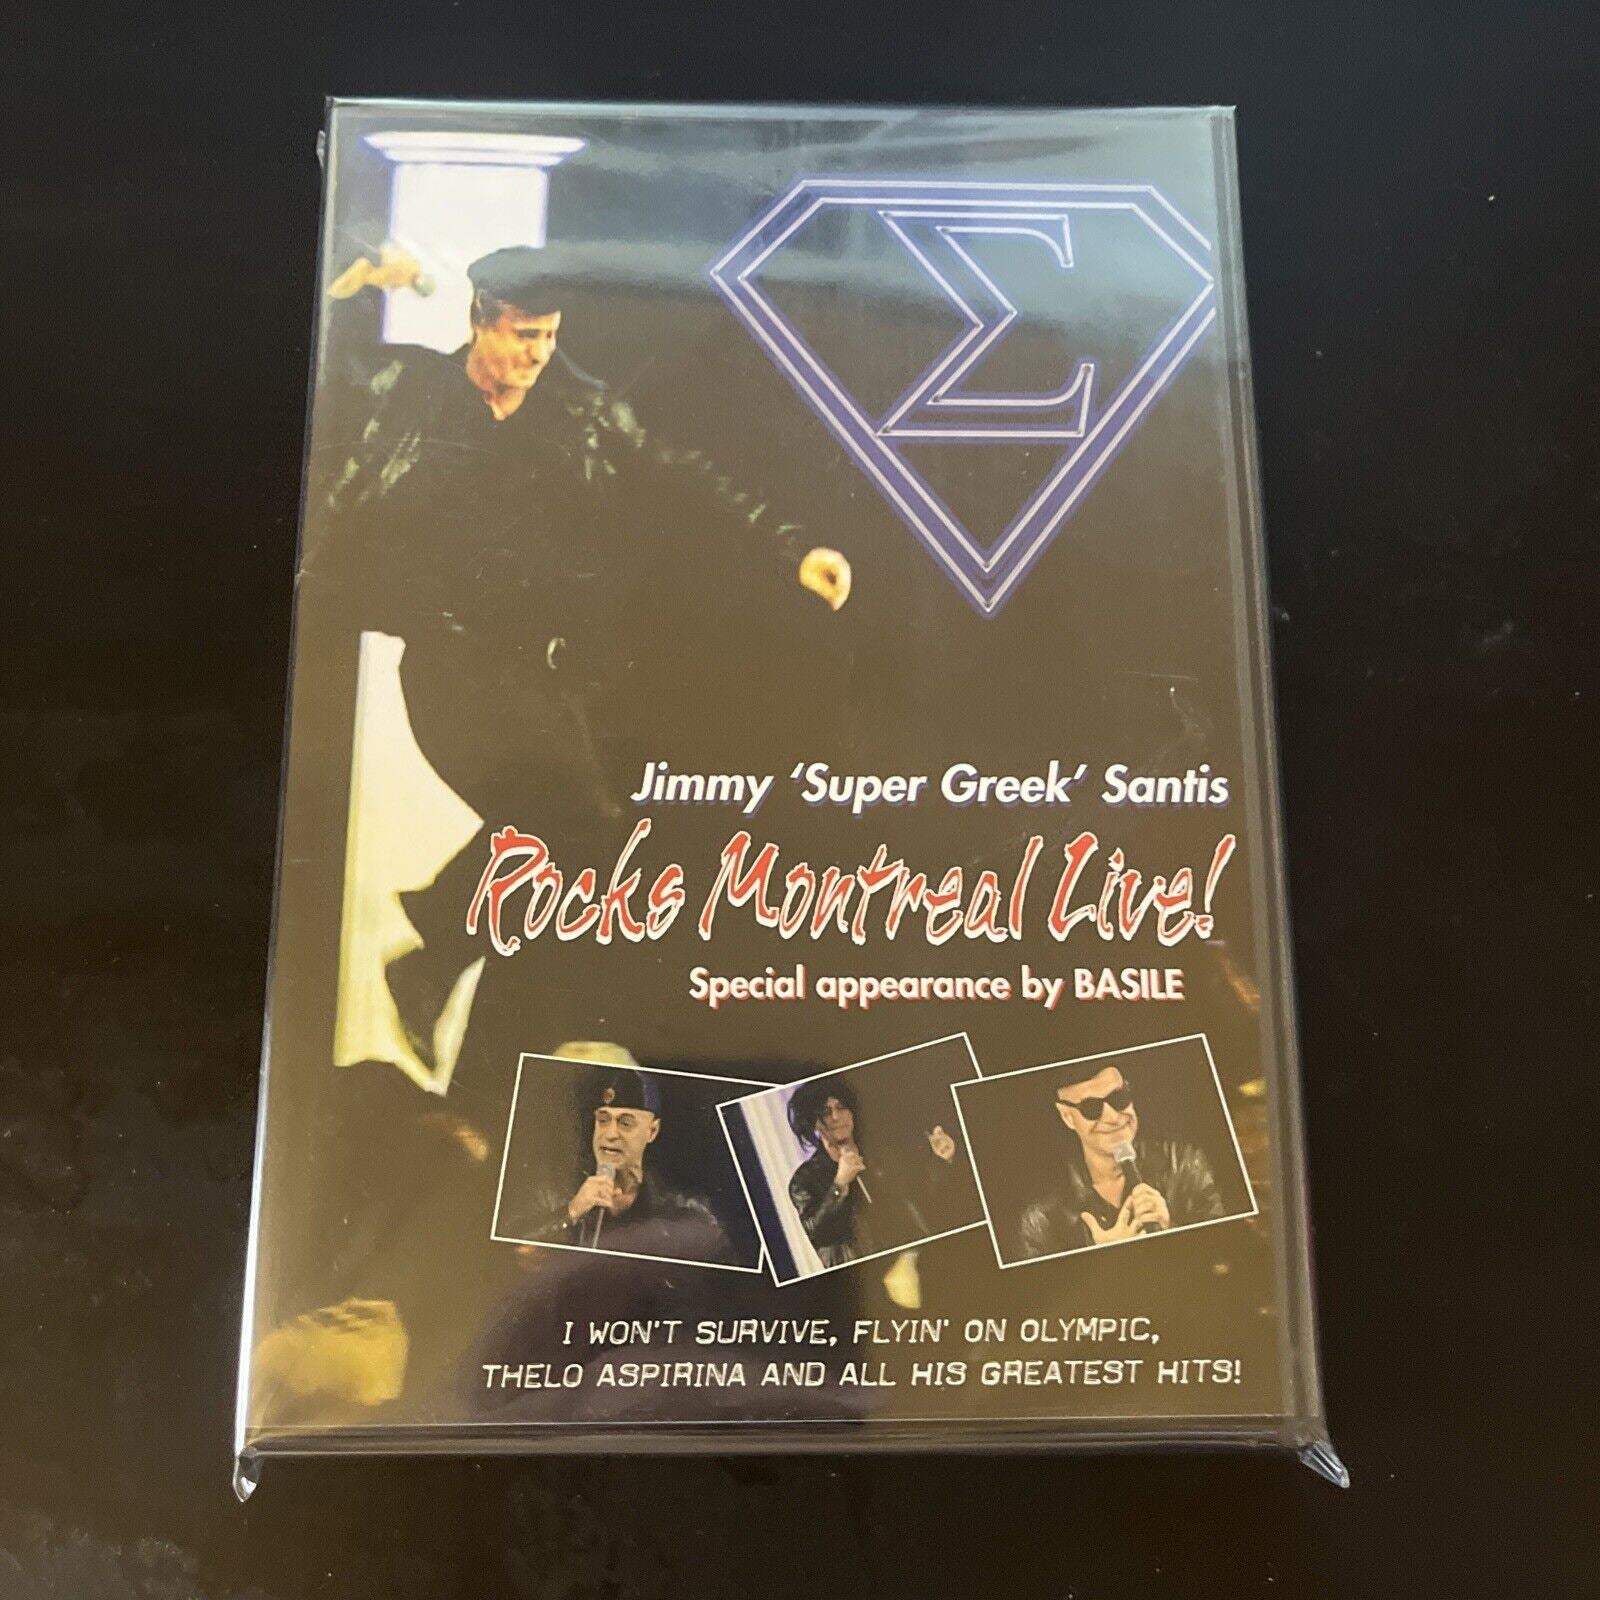 Σ
Jimmy ‘Super Greek’ Santis
Rocks Montreal Live!
Special appearance by BASILE
I WON'T SURVIVE, FLYIN' ON OLYMPIC,
THELO ASPIRINA AND ALL HIS GREATEST HITS!